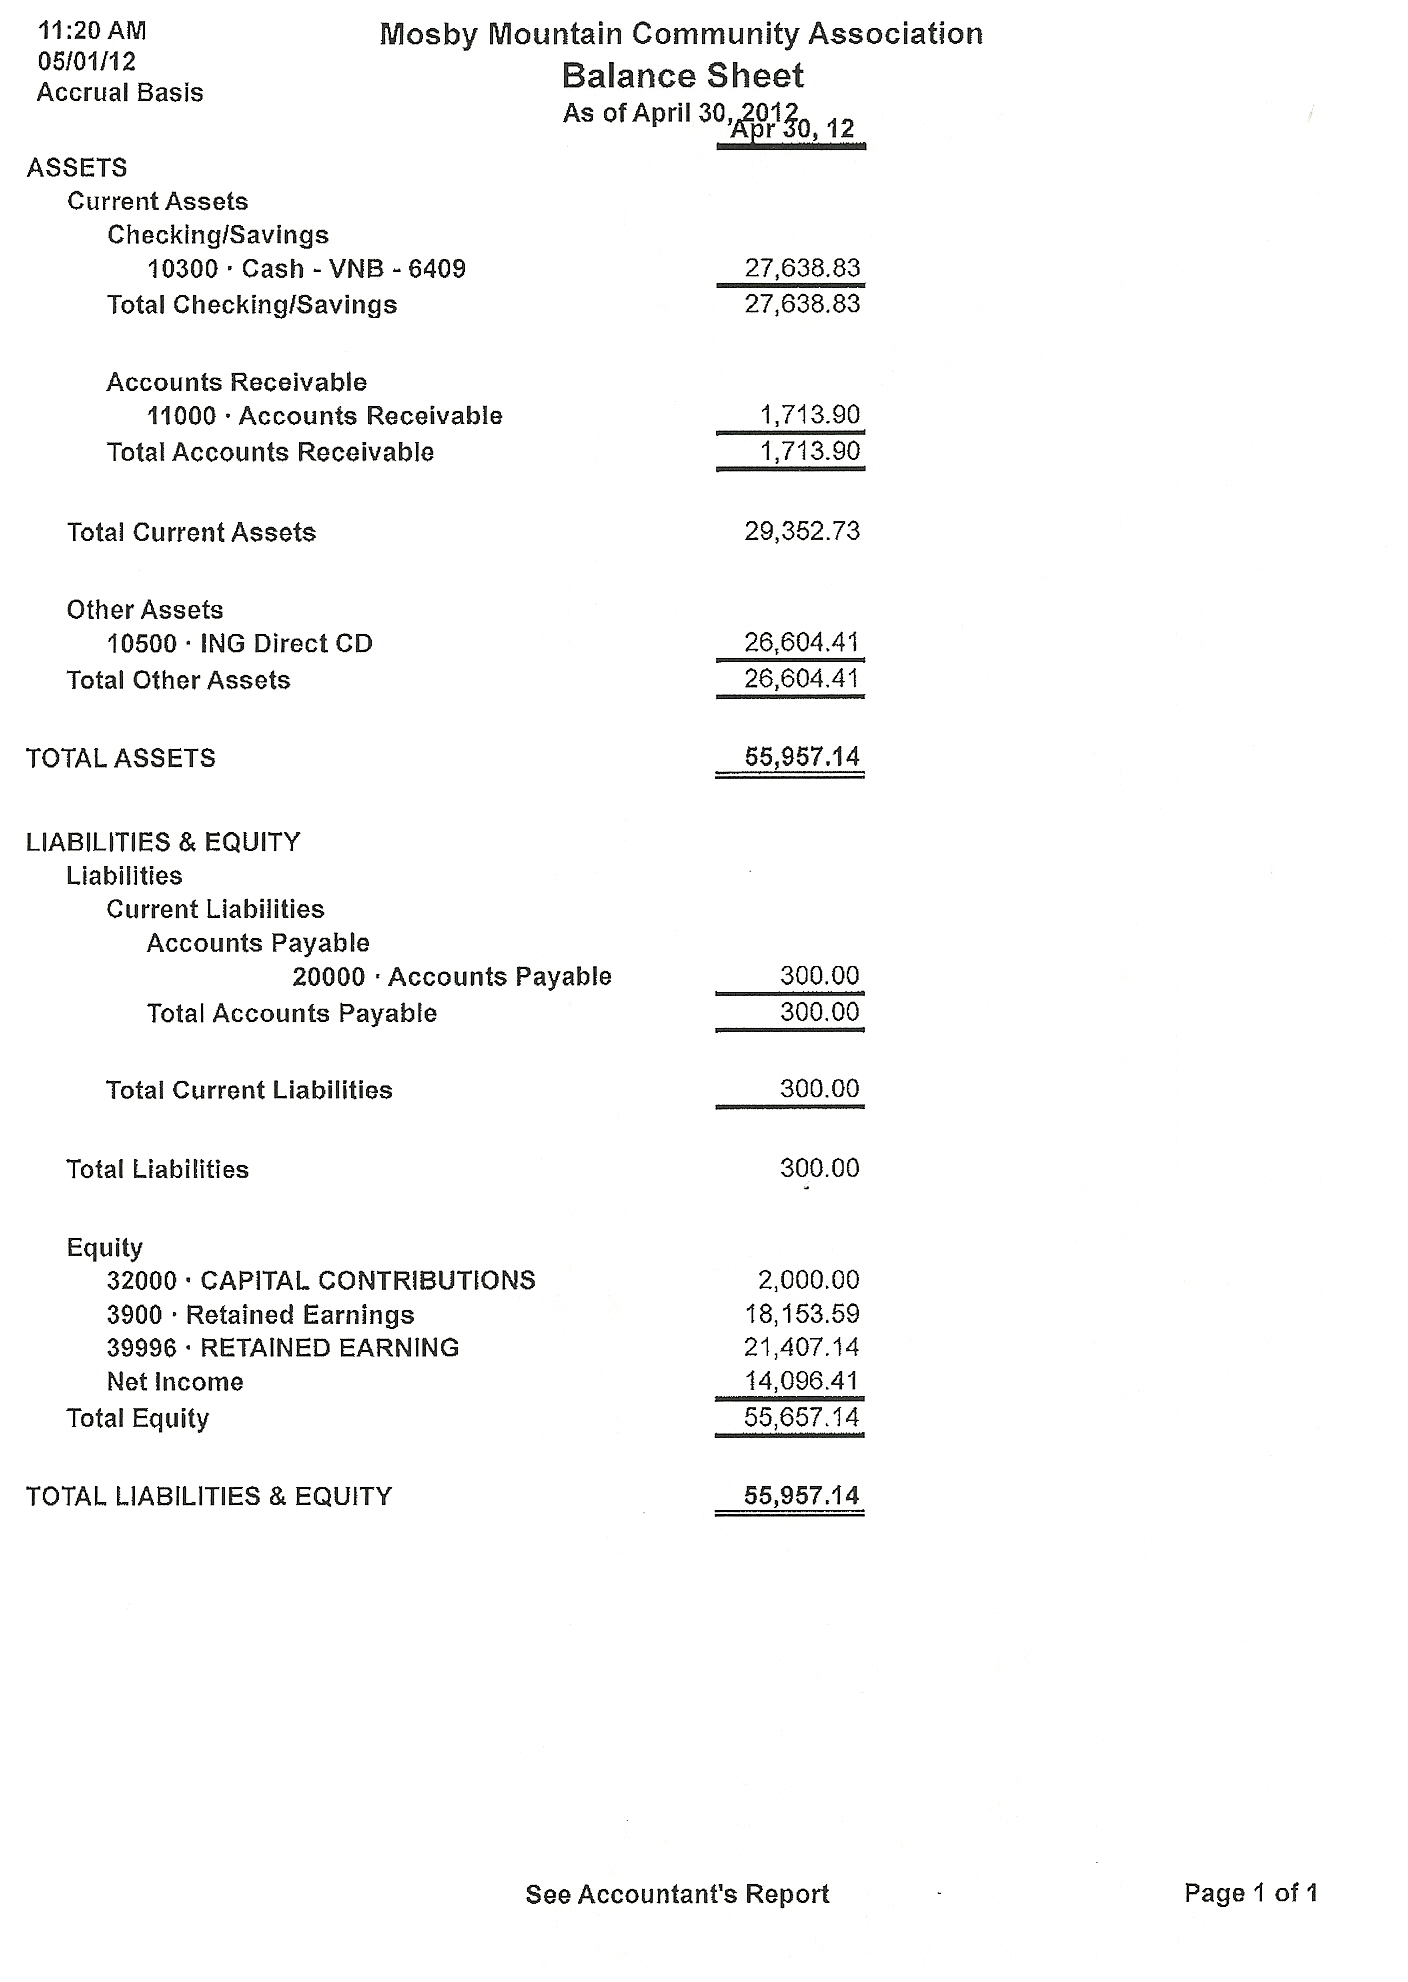 11:20 AM
05/01/12
Accrual Basis
Mosby Mountain Community Association
Balance Sheet
As of April 30, 2012
Apr 30, 12
ASSETS
Current Assets
Checking/Savings
10300 · Cash - VNB - 6409 27,638.83
Total Checking/Savings 27,638.83
Accounts Receivable
11000 · Accounts Receivable 1,713.90
Total Accounts Receivable 1,713.90
Total Current Assets 29,352.73
Other Assets
10500 · ING Direct CD 26,604.41
Total Other Assets 26,604.41
TOTAL ASSETS 55,957.14
LIABILITIES & EQUITY
Liabilities
Current Liabilities
Accounts Payable
20000 · Accounts Payable 300.00
Total Accounts Payable 300.00
Total Current Liabilities 300.00
Total Liabilities 300.00
Equity
32000 · CAPITAL CONTRIBUTIONS 2,000.00
3900 · Retained Earnings 18,153.59
39996 · RETAINED EARNING 21,407.14
Net Income 14,096.41
Total Equity 55,657.14
TOTAL LIABILITIES & EQUITY 55,957.14
See Accountant's Report
Page 1 of 1